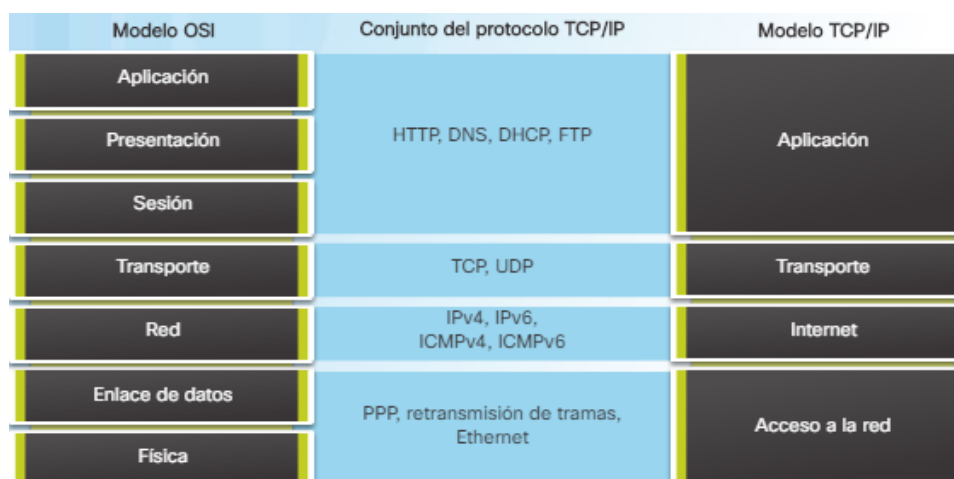 Modelo OSI
Conjunto del protocolo TCP/IP
Modelo TCP/IP
Aplicación
Presentación
Sesión
HTTP, DNS, DHCP, FTP
Aplicación
Transporte
TCP, UDP
Transporte
Red
IPv4, IPv6,
ICMPv4, ICMPv6
Internet
Enlace de datos
Física
PPP, retransmisión de tramas,
Ethernet
Acceso a la red